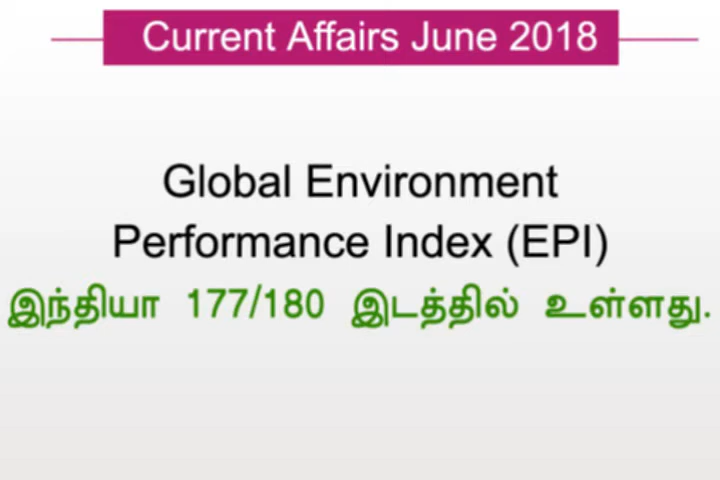 Current Affairs June 2018
Global Environment
Performance Index (EPI)
இந்தியா 177/180 இடத்தில் உள்ளது.